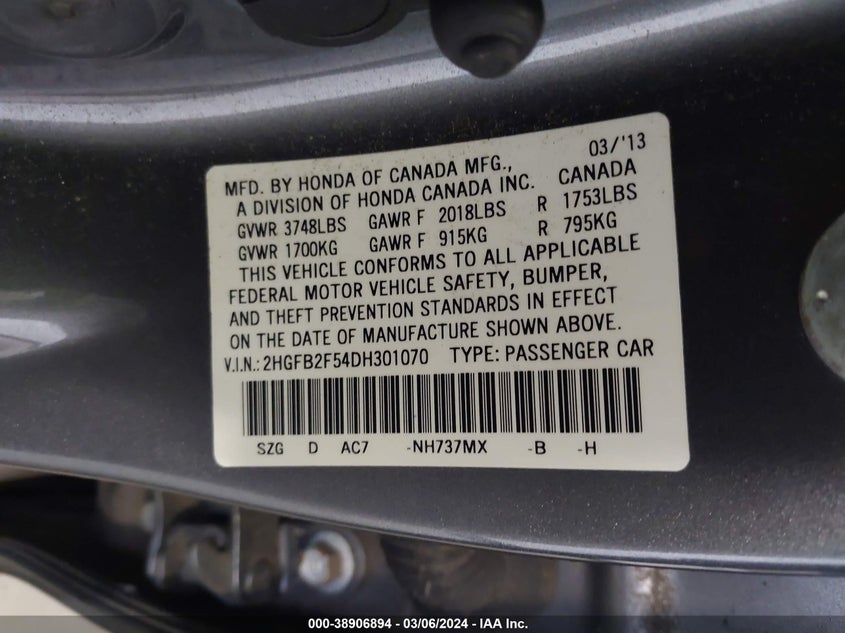 03/'13
MFD. BY HONDA OF CANADA MFG., CANADA
A DIVISION OF HONDA CANADA INC.
GVWR 3748LBS GAWR F 2018LBS R 1753LBS
GVWR 1700KG GAWR F 915KG R 795KG
THIS VEHICLE CONFORMS TO ALL APPLICABLE
FEDERAL MOTOR VEHICLE SAFETY, BUMPER,
AND THEFT PREVENTION STANDARDS IN EFFECT
ON THE DATE OF MANUFACTURE SHOWN ABOVE.
V.I.N.: 2HGFB2F54DH301070 TYPE: PASSENGER CAR
SZG D AC7 -NH737MX -B -H
000-38906894 - 03/06/2024 - IAA Inc.